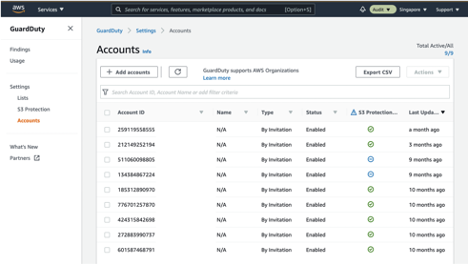 aws Services Search for services, features, marketplace products, and docs [Option+S] Audit Singapore Support
GuardDuty
GuardDuty > Settings > Accounts
Findings
Usage
Settings
Lists
S3 Protection
Accounts
What's New
Partners
Accounts Info
Total Active/All
9/9
+ Add accounts
GuardDuty supports AWS Organizations
Learn more
Export CSV
Actions
Search Account ID, Account Name or add filter criteria
Account ID Name Type Status S3 Protection... Last Upda...
259119558555 N/A By Invitation Enabled a month ago
212149252194 N/A By Invitation Enabled 3 months ago
511060098805 N/A By Invitation Enabled 9 months ago
134384867224 N/A By Invitation Enabled 9 months ago
185312890970 N/A By Invitation Enabled 10 months ago
776701257870 N/A By Invitation Enabled 10 months ago
424315842698 N/A By Invitation Enabled 10 months ago
272883990737 N/A By Invitation Enabled 10 months ago
601587468791 N/A By Invitation Enabled 10 months ago